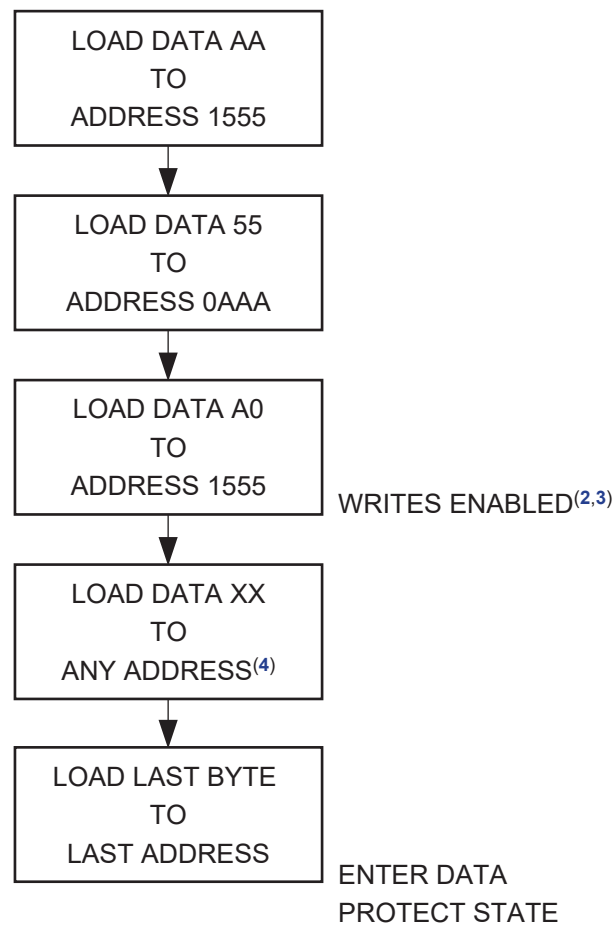 LOAD DATA AA
TO
ADDRESS 1555
LOAD DATA 55
TO
ADDRESS 0AAA
LOAD DATA A0
TO
ADDRESS 1555
WRITES ENABLED(2,3)
LOAD DATA XX
TO
ANY ADDRESS(4)
LOAD LAST BYTE
TO
LAST ADDRESS
ENTER DATA
PROTECT STATE